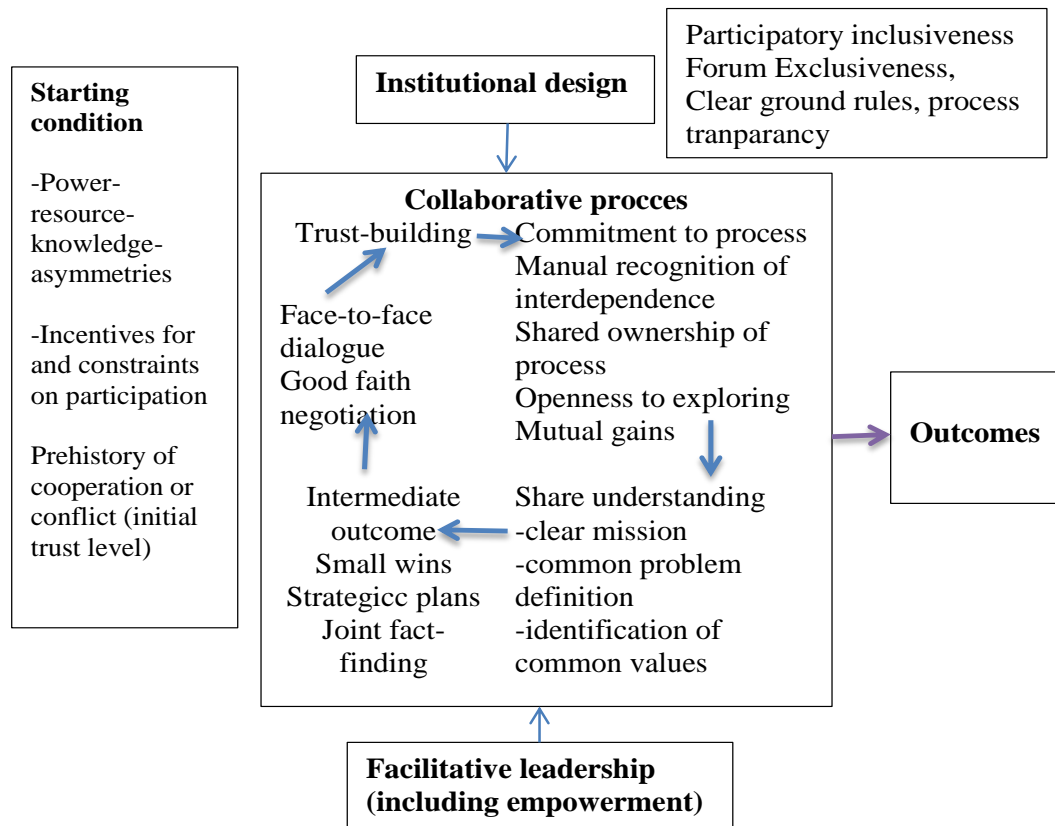 Starting
condition
-Power-
resource-
knowledge-
asymmetries
-Incentives for
and constraints
on participation
Prehistory of
cooperation or
conflict (initial
trust level)
Institutional design
Participatory inclusiveness
Forum Exclusiveness,
Clear ground rules, process
tranparancy
Collaborative procces
Trust-building
Commitment to process
Manual recognition of
interdependence
Shared ownership of
process
Openness to exploring
Mutual gains
Face-to-face
dialogue
Good faith
negotiation
Intermediate
outcome
Small wins
Strategicc plans
Joint fact-
finding
Share understanding
-clear mission
-common problem
definition
-identification of
common values
Outcomes
Facilitative leadership
(including empowerment)